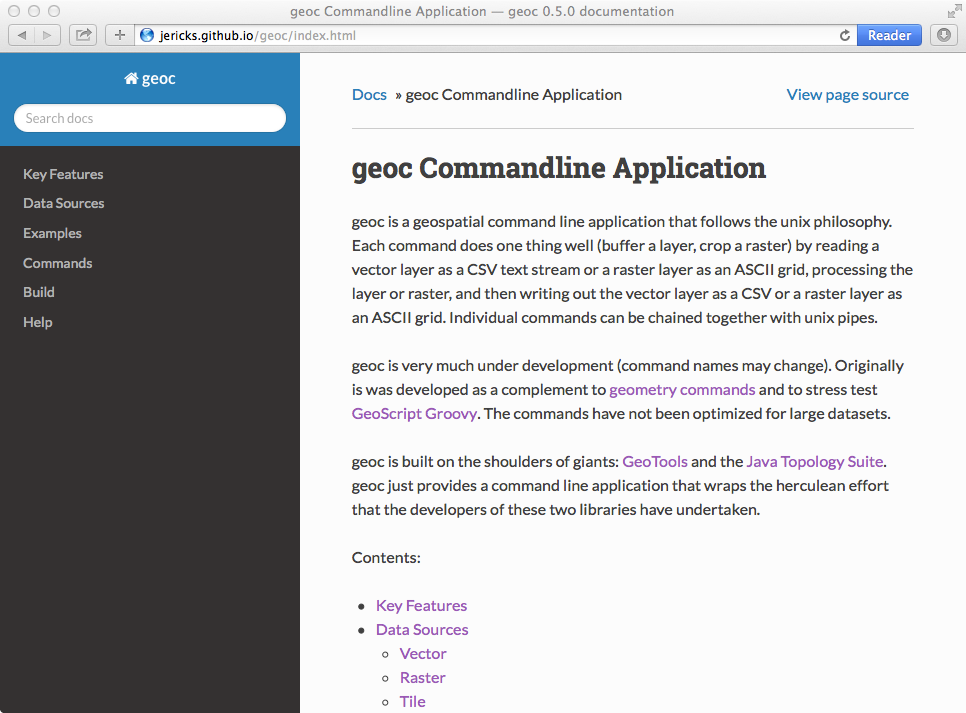 geoc Commandline Application — geoc 0.5.0 documentation
jericks.github.io/geoc/index.html
Reader
geoc
Search docs
Key Features
Data Sources
Examples
Commands
Build
Help
Docs » geoc Commandline Application
View page source
geoc Commandline Application
geoc is a geospatial command line application that follows the unix philosophy.
Each command does one thing well (buffer a layer, crop a raster) by reading a
vector layer as a CSV text stream or a raster layer as an ASCII grid, processing the
layer or raster, and then writing out the vector layer as a CSV or a raster layer as
an ASCII grid. Individual commands can be chained together with unix pipes.
geoc is very much under development (command names may change). Originally
is was developed as a complement to geometry commands and to stress test
GeoScript Groovy. The commands have not been optimized for large datasets.
geoc is built on the shoulders of giants: GeoTools and the Java Topology Suite.
geoc just provides a command line application that wraps the herculean effort
that the developers of these two libraries have undertaken.
Contents:
Key Features
Data Sources
Vector
Raster
Tile